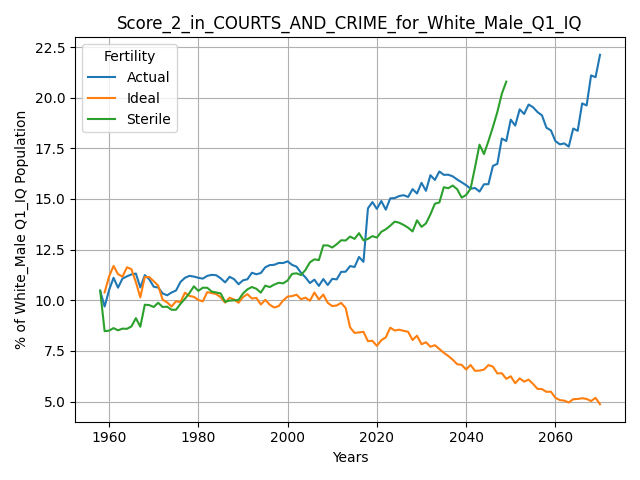 Score_2_in_COURTS_AND_CRIME_for_White_Male_Q1_IQ
Fertility
Actual
Ideal
Sterile
% of White_Male Q1_IQ Population
22.5
20.0
17.5
15.0
12.5
10.0
7.5
5.0
1960 1980 2000 2020 2040 2060
Years